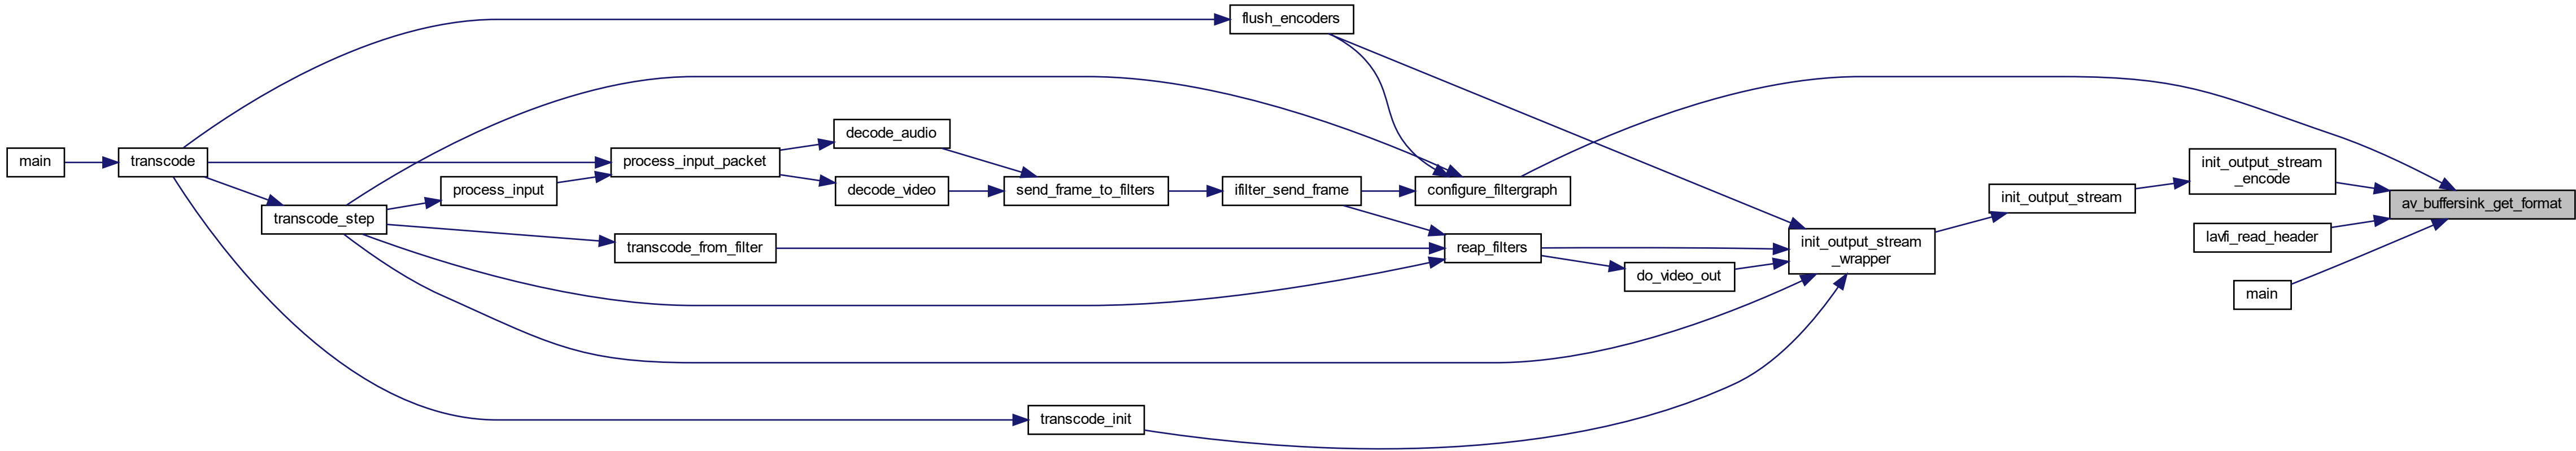 flush_encoders
main
transcode
transcode_step
process_input
process_input_packet
transcode_from_filter
decode_audio
decode_video
send_frame_to_filters
transcode_init
ifilter_send_frame
configure_filtergraph
reap_filters
do_video_out
init_output_stream
_wrapper
init_output_stream
init_output_stream
_encode
lavfi_read_header
main
av_buffersink_get_format